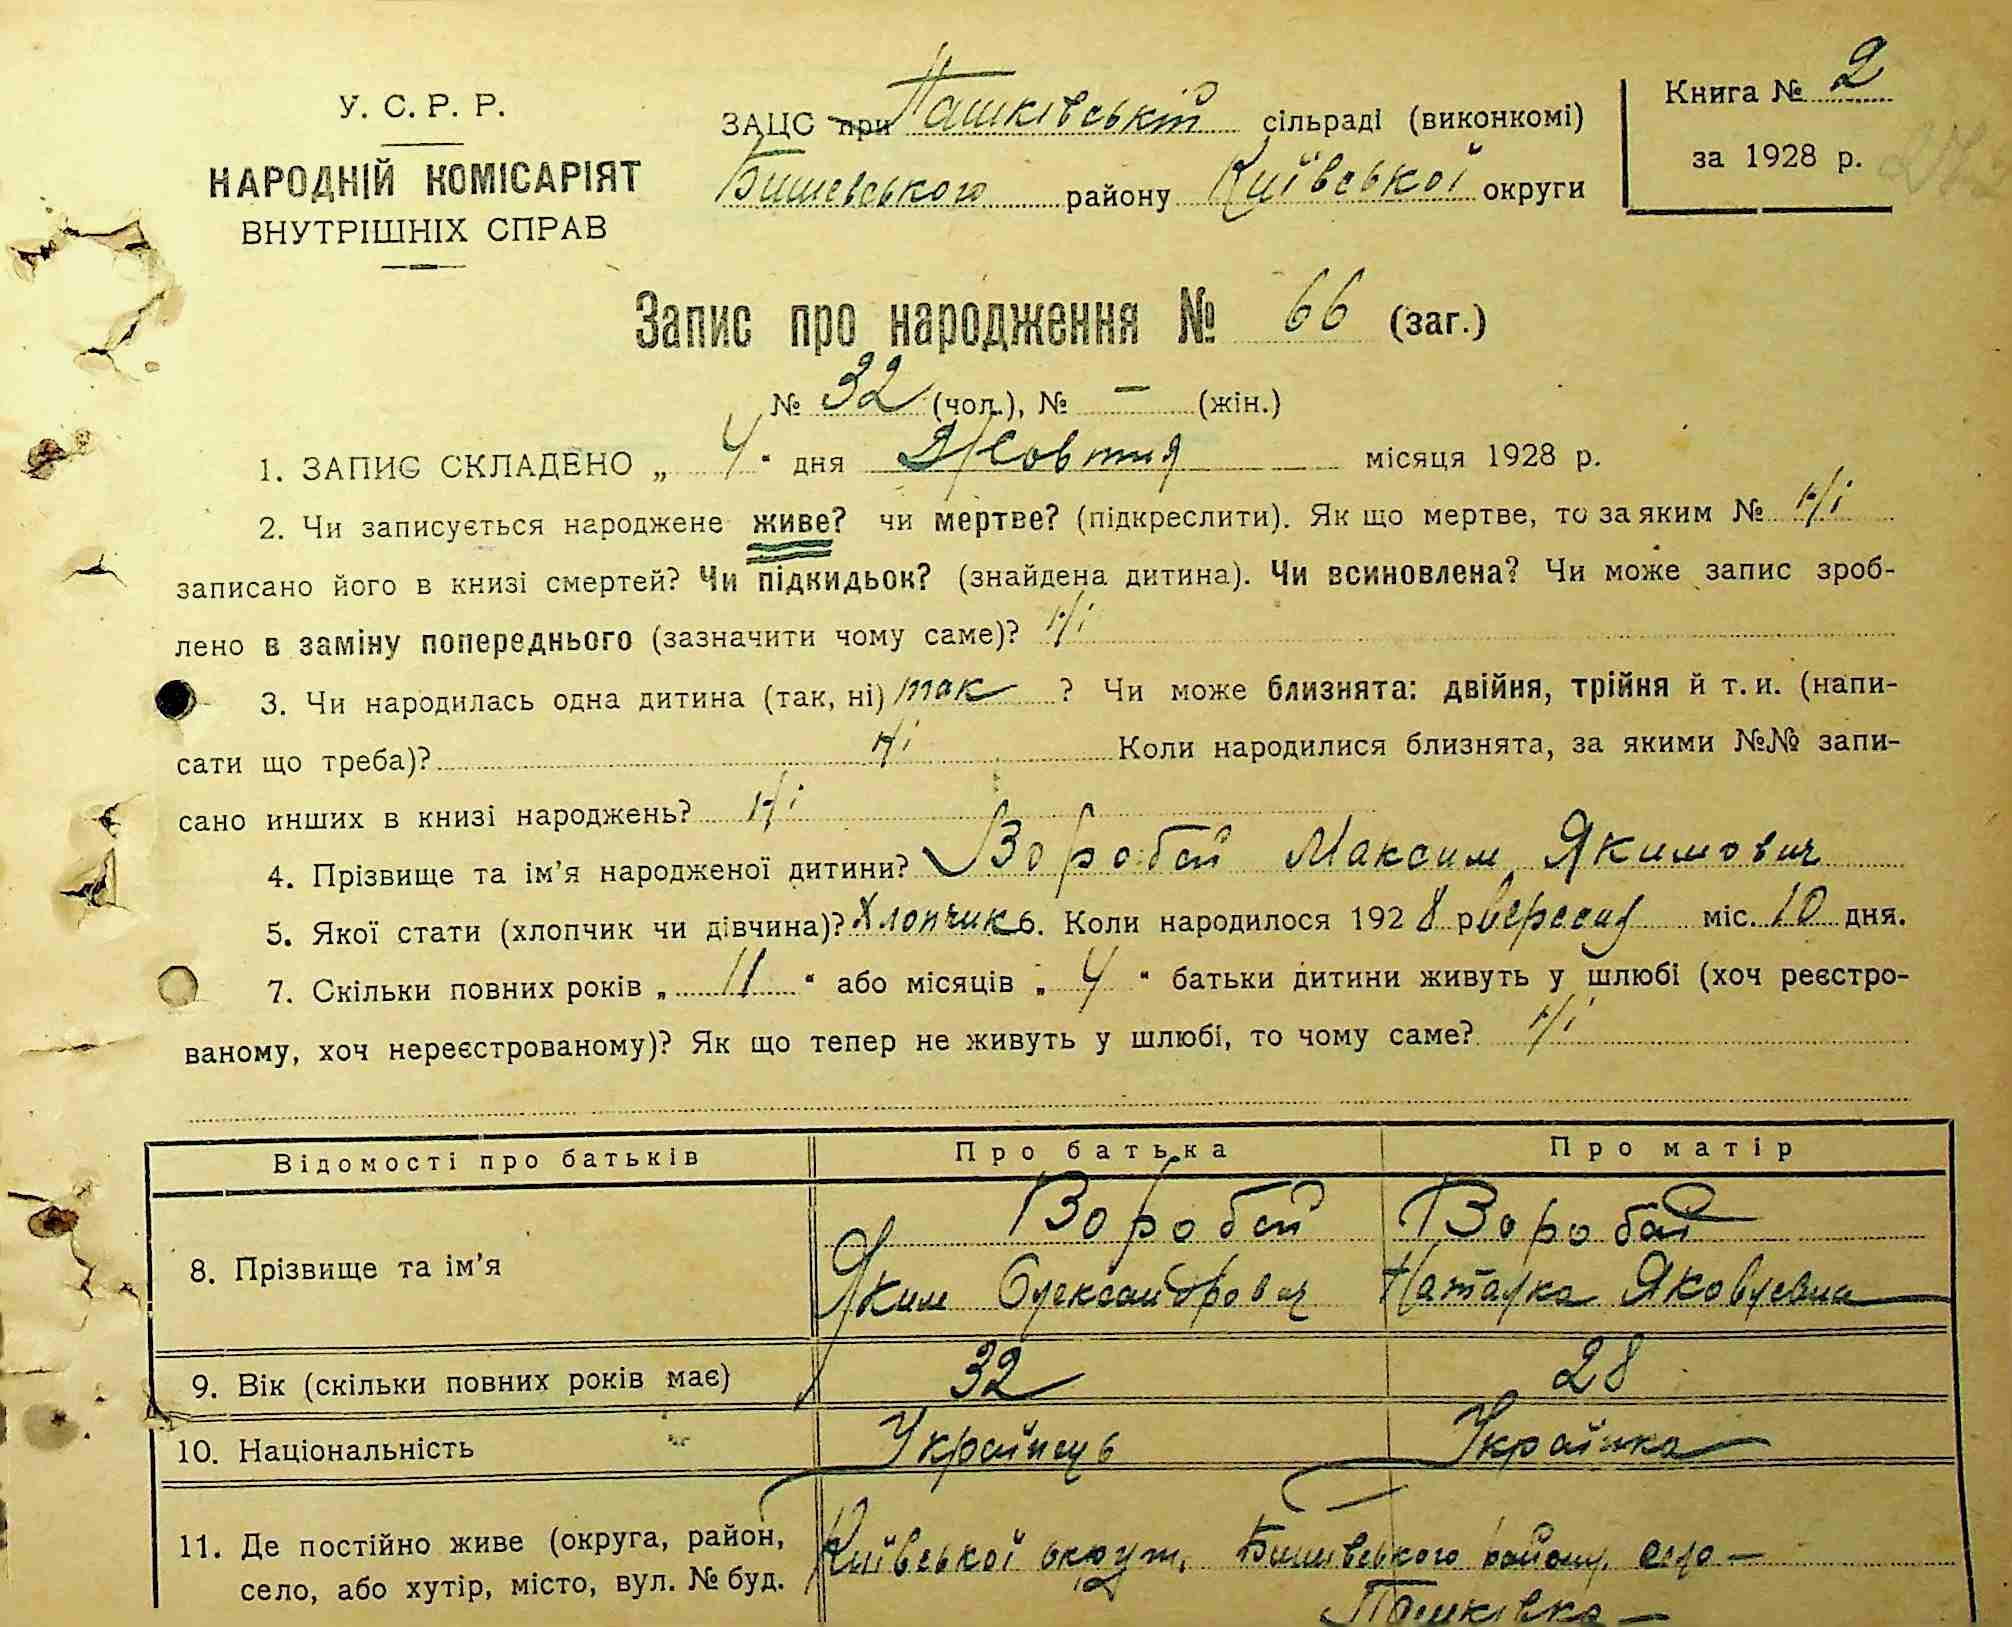 У. С. Р. Р.
НАРОДНІЙ КОМІСАРІЯТ
ВНУТРІШНІХ СПРАВ
ЗАЦС при Пашківській сільраді (виконкомі)
Бишевського району Київської округи
Книга № 2
за 1928 р.
Запис про народження № 66 (заг.)
№ 32 (чол.), № — (жін.)
1. ЗАПИС СКЛАДЕНО „ 4 “ дня Жовтня місяця 1928 р.
2. Чи записується народжене живе? чи мертве? (підкреслити). Як що мертве, то за яким № Ні
записано його в книзі смертей? Чи підкидьок? (знайдена дитина). Чи всиновлена? Чи може запис зроб-
лено в заміну попереднього (зазначити чому саме)? Ні
3. Чи народилась одна дитина (так, ні) так ? Чи може близнята: двійня, трійня й т. и. (напи-
сати що треба)? Ні Коли народилися близнята, за якими №№ запи-
сано инших в книзі народжень? Ні
4. Прізвище та ім’я народженої дитини? Воробей Максим Якимович
5. Якої стати (хлопчик чи дівчина)? Хлопчик 6. Коли народилося 1928 р Вересня міс. 10 дня.
7. Скільки повних років „ 11 “ або місяців „ 4 “ батьки дитини живуть у шлюбі (хоч реєстро-
ваному, хоч нереєстрованому)? Як що тепер не живуть у шлюбі, то чому саме? Ні
Відомості про батьків Про батька Про матір
8. Прізвище та ім’я Воробей Воробей
Яким Олександрович Наталка Яковлевна
9. Вік (скільки повних років має) 32 28
10. Національність Українець Українка
11. Де постійно живе (округа, район, Київської округи, Бишевського району, село —
село, або хутір, місто, вул. № буд. Пашківка —